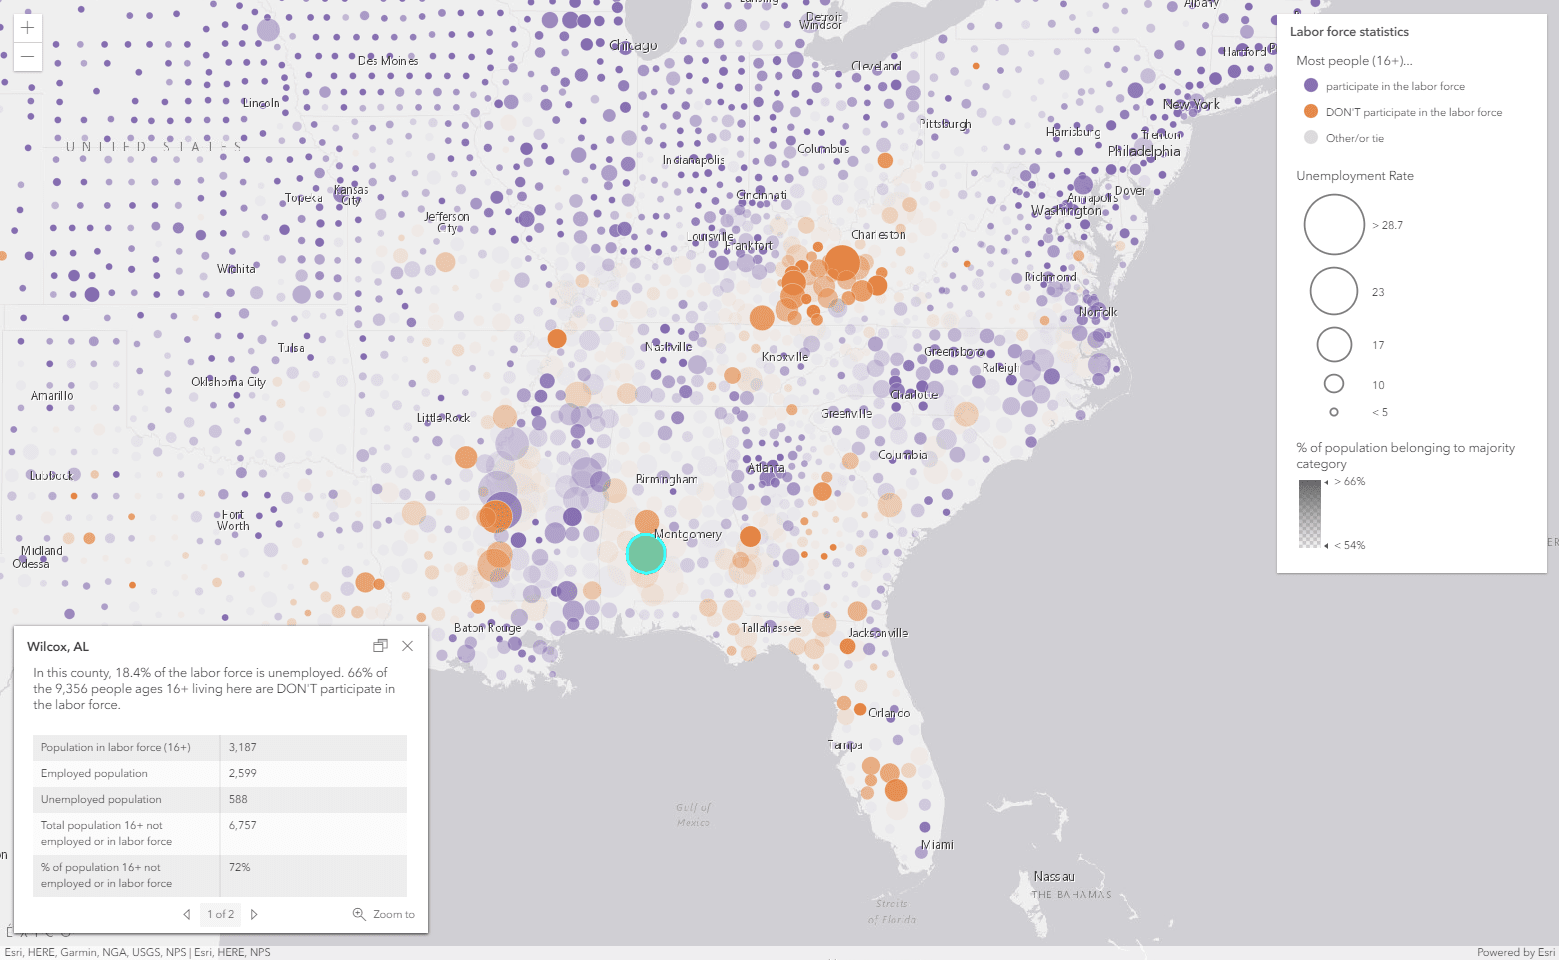 Lansing
Albany
Detroit
Windsor
Chicago
Hartford
Des Moines
Cleveland
Lincoln
New York
Pittsburgh
Harrisburg
Trenton
UNITED STATES
Columbus
Philadelphia
Indianapolis
Topeka
Kansas
City
Cincinnati
Annapolis
Dover
Washington
Jefferson
City
Louisville
Frankfort
Charleston
Wichita
Richmond
Norfolk
Tulsa
Nashville
Knoxville
Greensboro
Raleigh
Oklahoma City
Amarillo
Charlotte
Little Rock
Greenville
Columbia
Lubbock
Atlanta
Birmingham
Fort
Worth
Montgomery
Midland
Odessa
Baton Rouge
Tallahassee
Jacksonville
Orlando
Tampa
Gulf of
Mexico
Miami
Nassau
THE BAHAMAS
Straits
of Florida
Labor force statistics
Most people (16+)...
participate in the labor force
DON'T participate in the labor force
Other/or tie
Unemployment Rate
> 28.7
23
17
10
< 5
% of population belonging to majority
category
> 66%
< 54%
Wilcox, AL
In this county, 18.4% of the labor force is unemployed. 66% of
the 9,356 people ages 16+ living here are DON'T participate in
the labor force.
Population in labor force (16+) 3,187
Employed population 2,599
Unemployed population 588
Total population 16+ not
employed or in labor force 6,757
% of population 16+ not
employed or in labor force 72%
1 of 2
Zoom to
Esri, HERE, Garmin, NGA, USGS, NPS | Esri, HERE, NPS
Powered by Esri